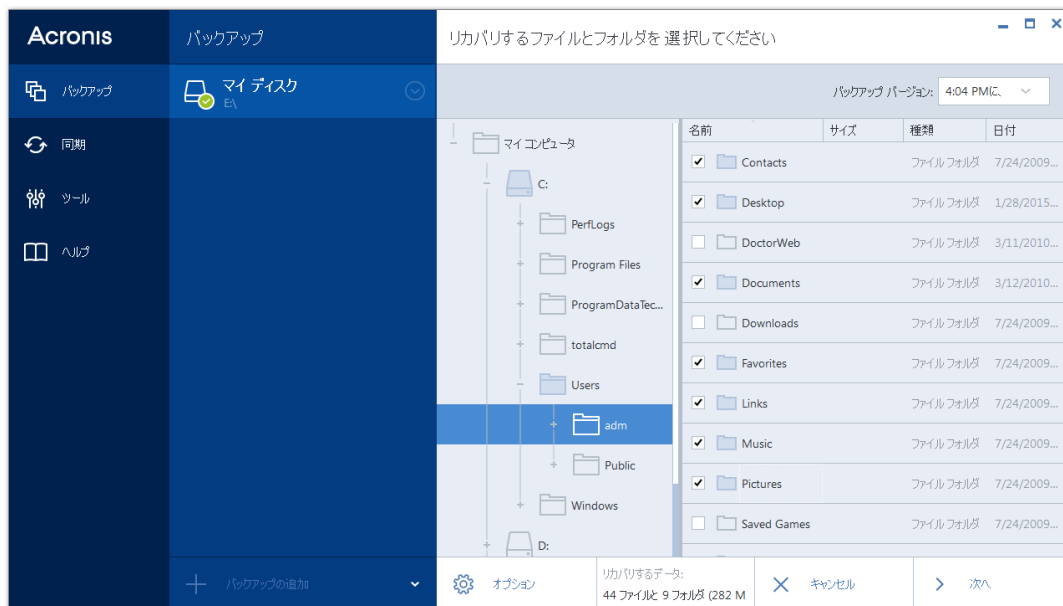 Acronis
バックアップ
リカバリするファイルとフォルダを選択してください
バックアップ
マイ ディスク
E:\
同期
ツール
ヘルプ
バックアップ バージョン:
4:04 PMに、
マイ コンピュータ
C:
PerfLogs
Program Files
ProgramDataTec...
totalcmd
Users
adm
Public
Windows
D:
名前 サイズ 種類 日付
Contacts ファイル フォルダ 7/24/2009...
Desktop ファイル フォルダ 1/28/2015...
DoctorWeb ファイル フォルダ 3/11/2010...
Documents ファイル フォルダ 3/12/2010...
Downloads ファイル フォルダ 7/24/2009...
Favorites ファイル フォルダ 7/24/2009...
Links ファイル フォルダ 7/24/2009...
Music ファイル フォルダ 7/24/2009...
Pictures ファイル フォルダ 7/24/2009...
Saved Games ファイル フォルダ 7/24/2009...
バックアップの追加
オプション
リカバリするデータ:
44 ファイルと 9 フォルダ (282 M
キャンセル
次へ